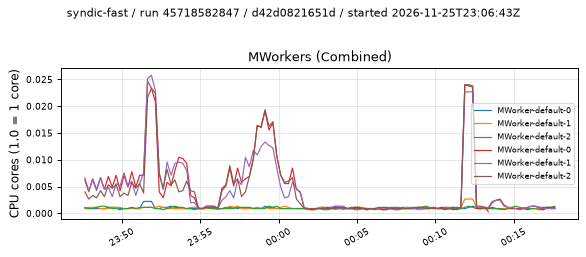 syndic-fast / run 45718582847 / d42d0821651d / started 2026-11-25T23:06:43Z
MWorkers (Combined)
CPU cores (1.0 = 1 core)
0.025
0.020
0.015
0.010
0.005
0.000
23:50
23:55
00:00
00:05
00:10
00:15
MWorker-default-0
MWorker-default-1
MWorker-default-2
MWorker-default-0
MWorker-default-1
MWorker-default-2